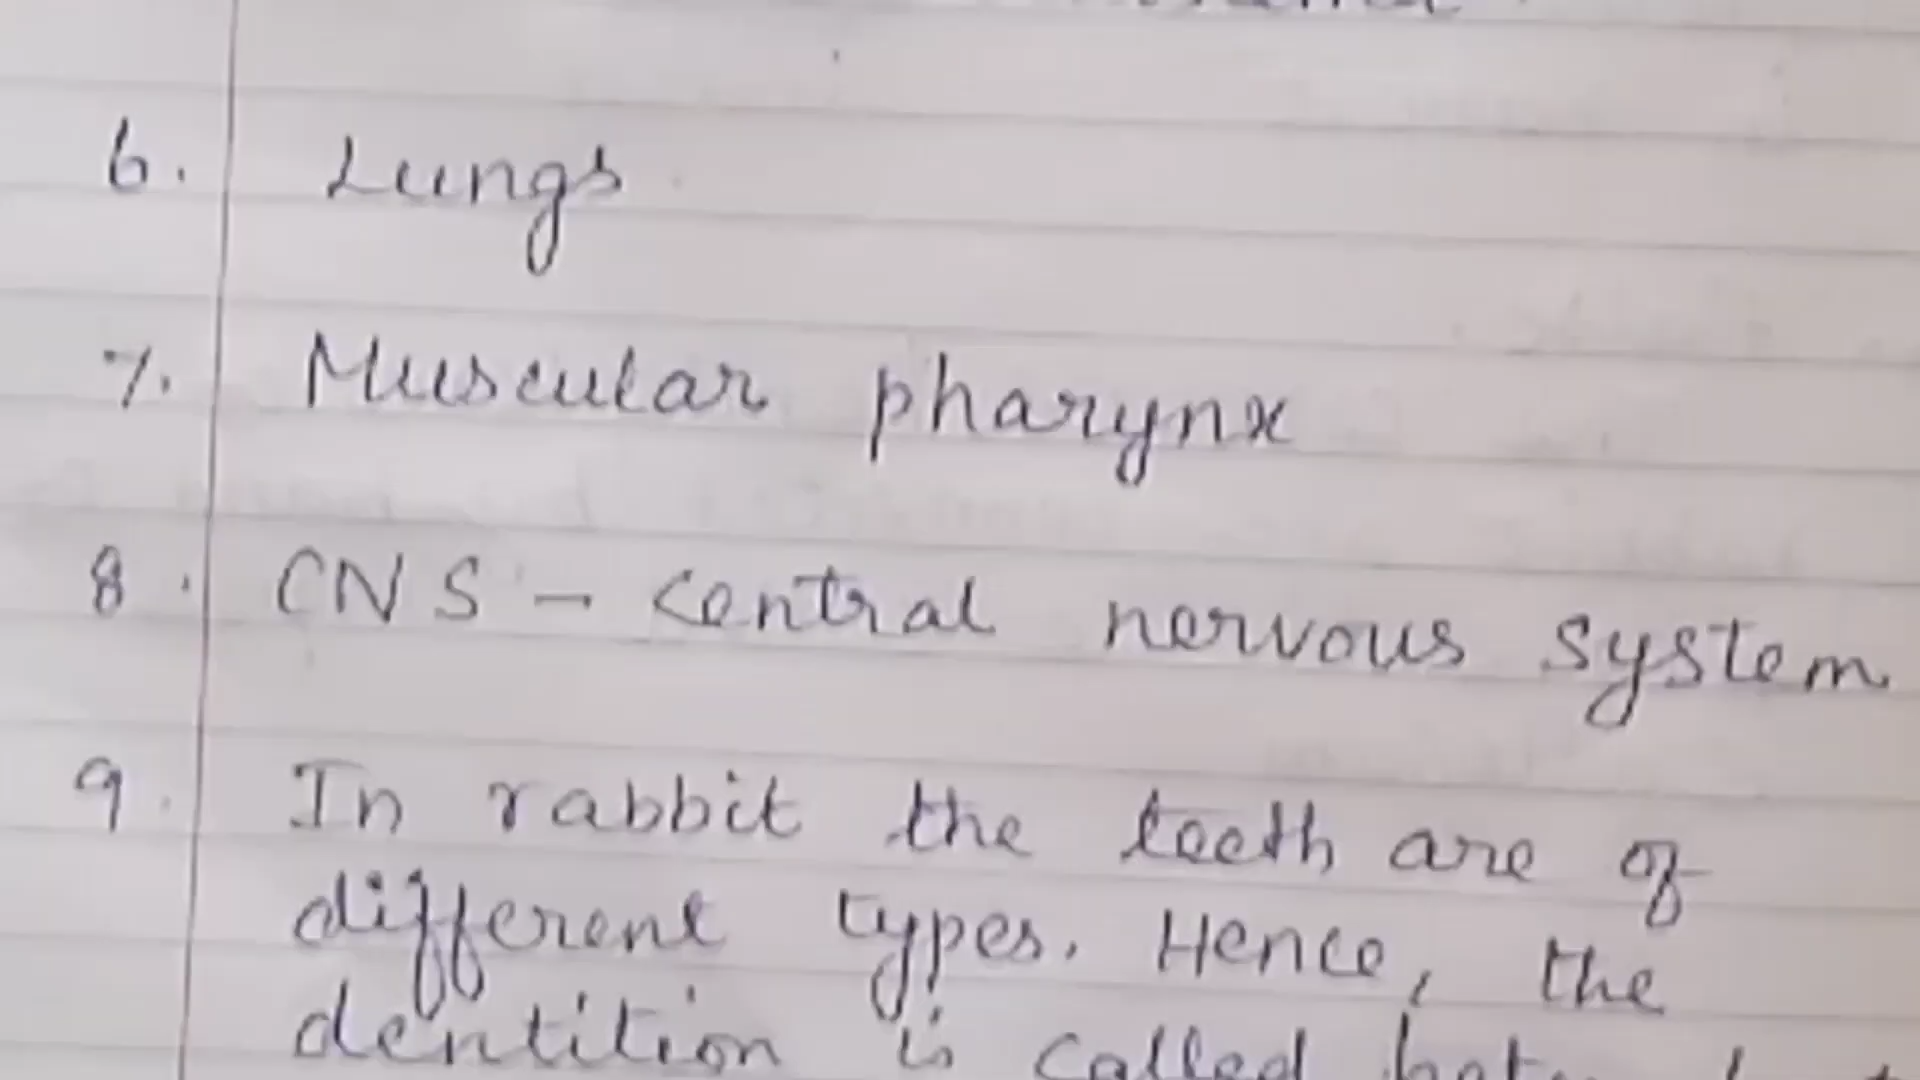 6. Lungs
7. Muscular pharynx
8. CNS - Central nervous system
9. In rabbit the teeth are of
different types. Hence, the
dentition is called